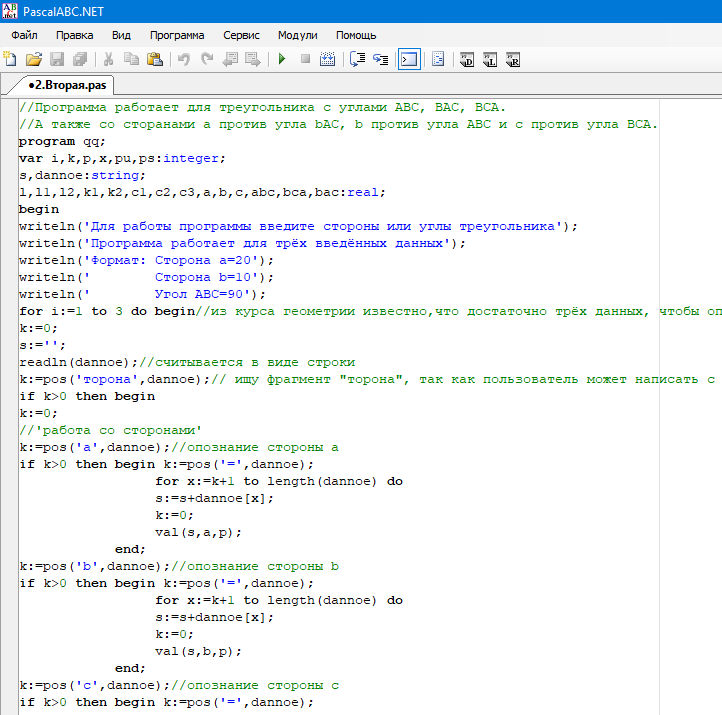 PascalABC.NET
Файл Правка Вид Программа Сервис Модули Помощь
•2.Вторая.pas
//Программа работает для треугольника с углами ABC, BAC, BCA.
//А также со сторанами a против угла bAC, b против угла ABC и c против угла BCA.
program qq;
var i,k,p,x,pu,ps:integer;
s,dannoe:string;
l,l1,l2,k1,k2,c1,c2,c3,a,b,c,abc,bca,bac:real;
begin
writeln('Для работы программы введите стороны или углы треугольника');
writeln('Программа работает для трёх введённых данных');
writeln('Формат: Сторона a=20');
writeln('        Сторона b=10');
writeln('        Угол ABC=90');
for i:=1 to 3 do begin//из курса геометрии известно,что достаточно трёх данных, чтобы оп
k:=0;
s:='';
readln(dannoe);//считывается в виде строки
k:=pos('торона',dannoe);// ищу фрагмент "торона", так как пользователь может написать с
if k>0 then begin
k:=0;
//'работа со сторонами'
k:=pos('a',dannoe);//опознание стороны a
if k>0 then begin k:=pos('=',dannoe);
for x:=k+1 to length(dannoe) do
s:=s+dannoe[x];
k:=0;
val(s,a,p);
end;
k:=pos('b',dannoe);//опознание стороны b
if k>0 then begin k:=pos('=',dannoe);
for x:=k+1 to length(dannoe) do
s:=s+dannoe[x];
k:=0;
val(s,b,p);
end;
k:=pos('c',dannoe);//опознание стороны c
if k>0 then begin k:=pos('=',dannoe);